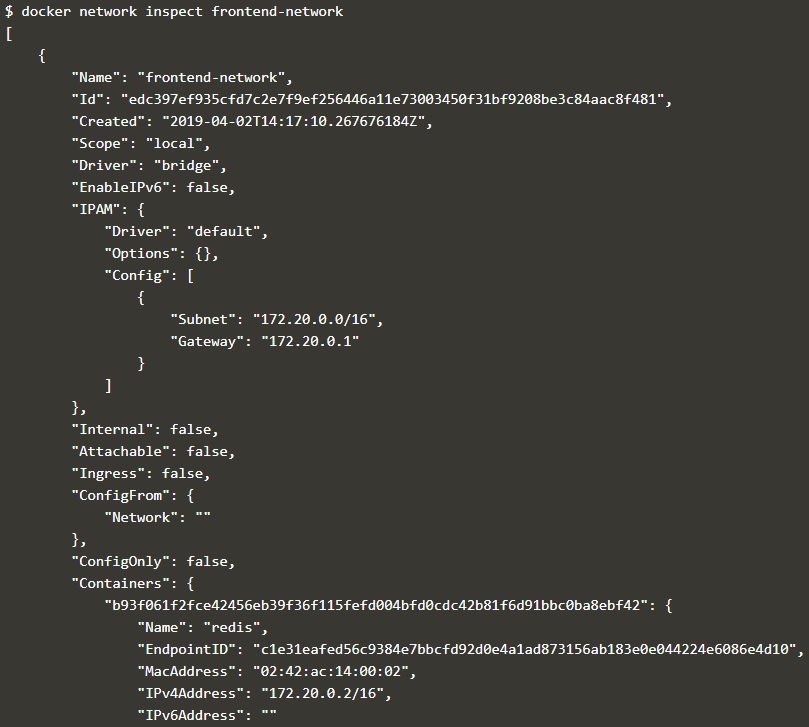 $ docker network inspect frontend-network
[
    {
        "Name": "frontend-network",
        "Id": "edc397ef935cfd7c2e7f9ef256446a11e73003450f31bf9208be3c84aac8f481",
        "Created": "2019-04-02T14:17:10.267676184Z",
        "Scope": "local",
        "Driver": "bridge",
        "EnableIPv6": false,
        "IPAM": {
            "Driver": "default",
            "Options": {},
            "Config": [
                {
                    "Subnet": "172.20.0.0/16",
                    "Gateway": "172.20.0.1"
                }
            ]
        },
        "Internal": false,
        "Attachable": false,
        "Ingress": false,
        "ConfigFrom": {
            "Network": ""
        },
        "ConfigOnly": false,
        "Containers": {
            "b93f061f2fce42456eb39f36f115fefd004bfd0cdc42b81f6d91bbc0ba8ebf42": {
                "Name": "redis",
                "EndpointID": "c1e31eafed56c9384e7bbcfd92d0e4a1ad873156ab183e0e044224e6086e4d10",
                "MacAddress": "02:42:ac:14:00:02",
                "IPv4Address": "172.20.0.2/16",
                "IPv6Address": ""